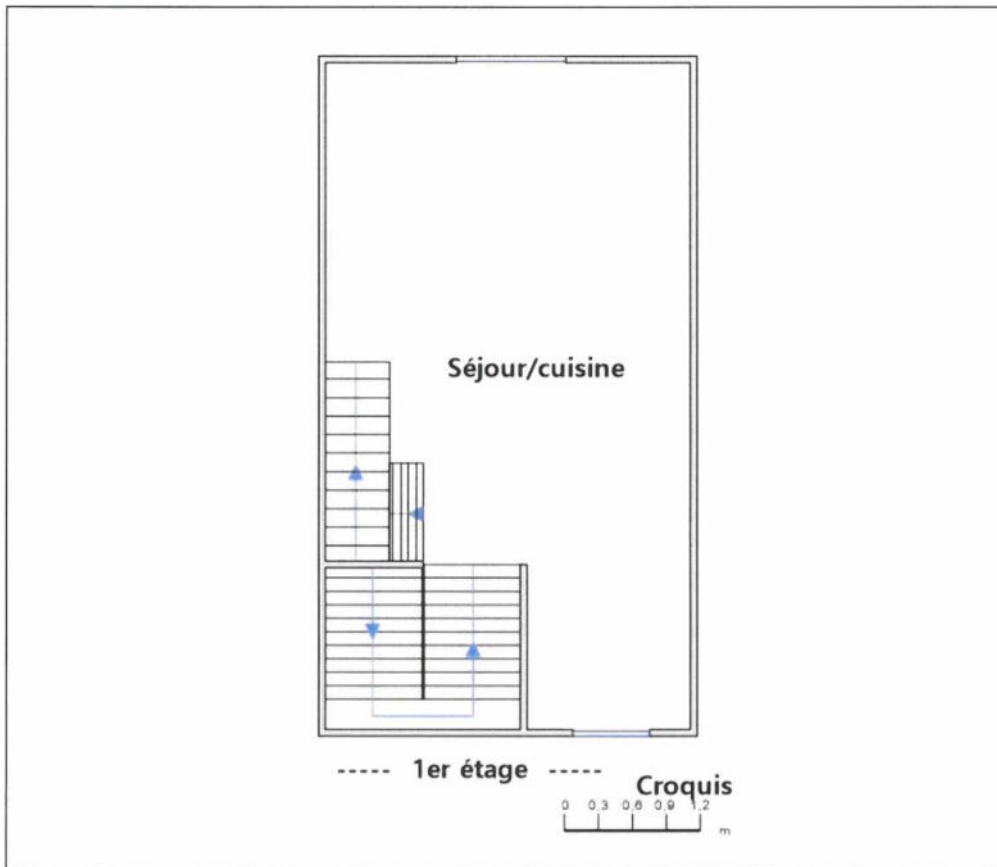 Séjour/cuisine
----- 1er étage -----
Croquis
0 0,3 0,6 0,9 1,2
m